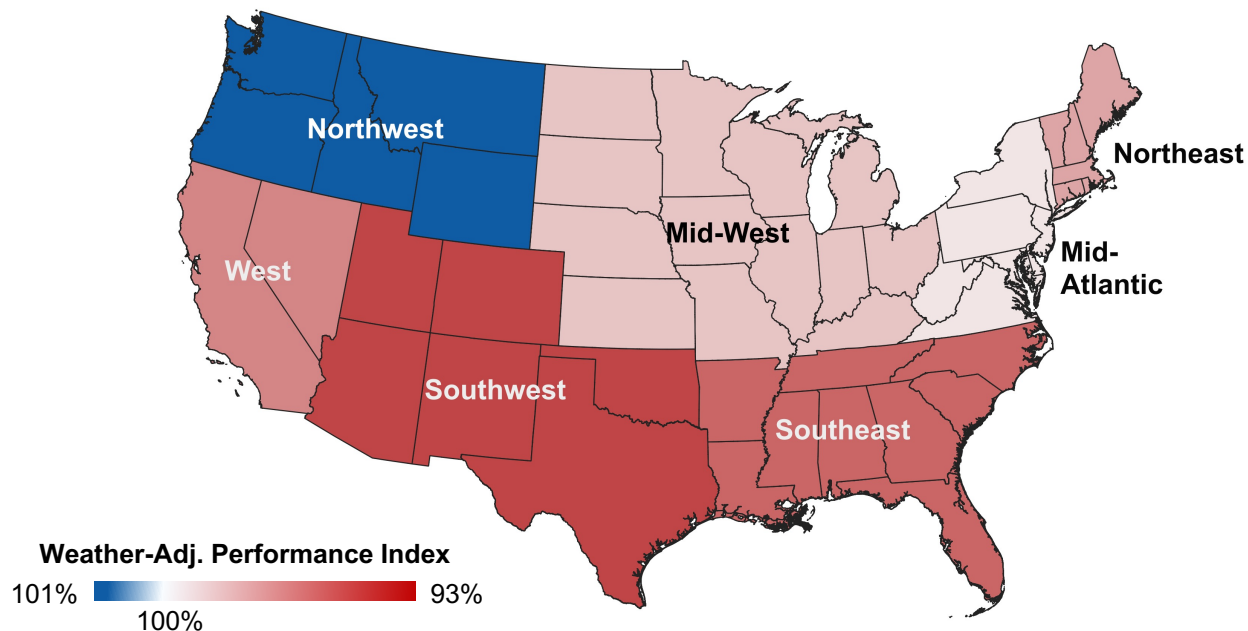 Northwest
Northeast
Mid-West
West
Mid-
Atlantic
Southwest
Southeast
Weather-Adj. Performance Index
101%
93%
100%